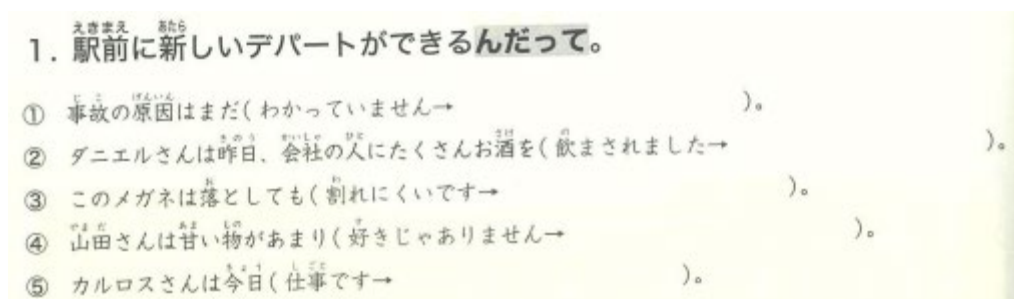 1. 駅前に新しいデパートができるんだって。
① 事故の原因はまだ(わかっていません→ )。
② ダニエルさんは昨日、会社の人にたくさんお酒を(飲まされました→ )。
③ このメガネは落としても(割れにくいです→ )。
④ 山田さんは甘い物があまり(好きじゃありません→ )。
⑤ カルロスさんは今日(仕事です→ )。